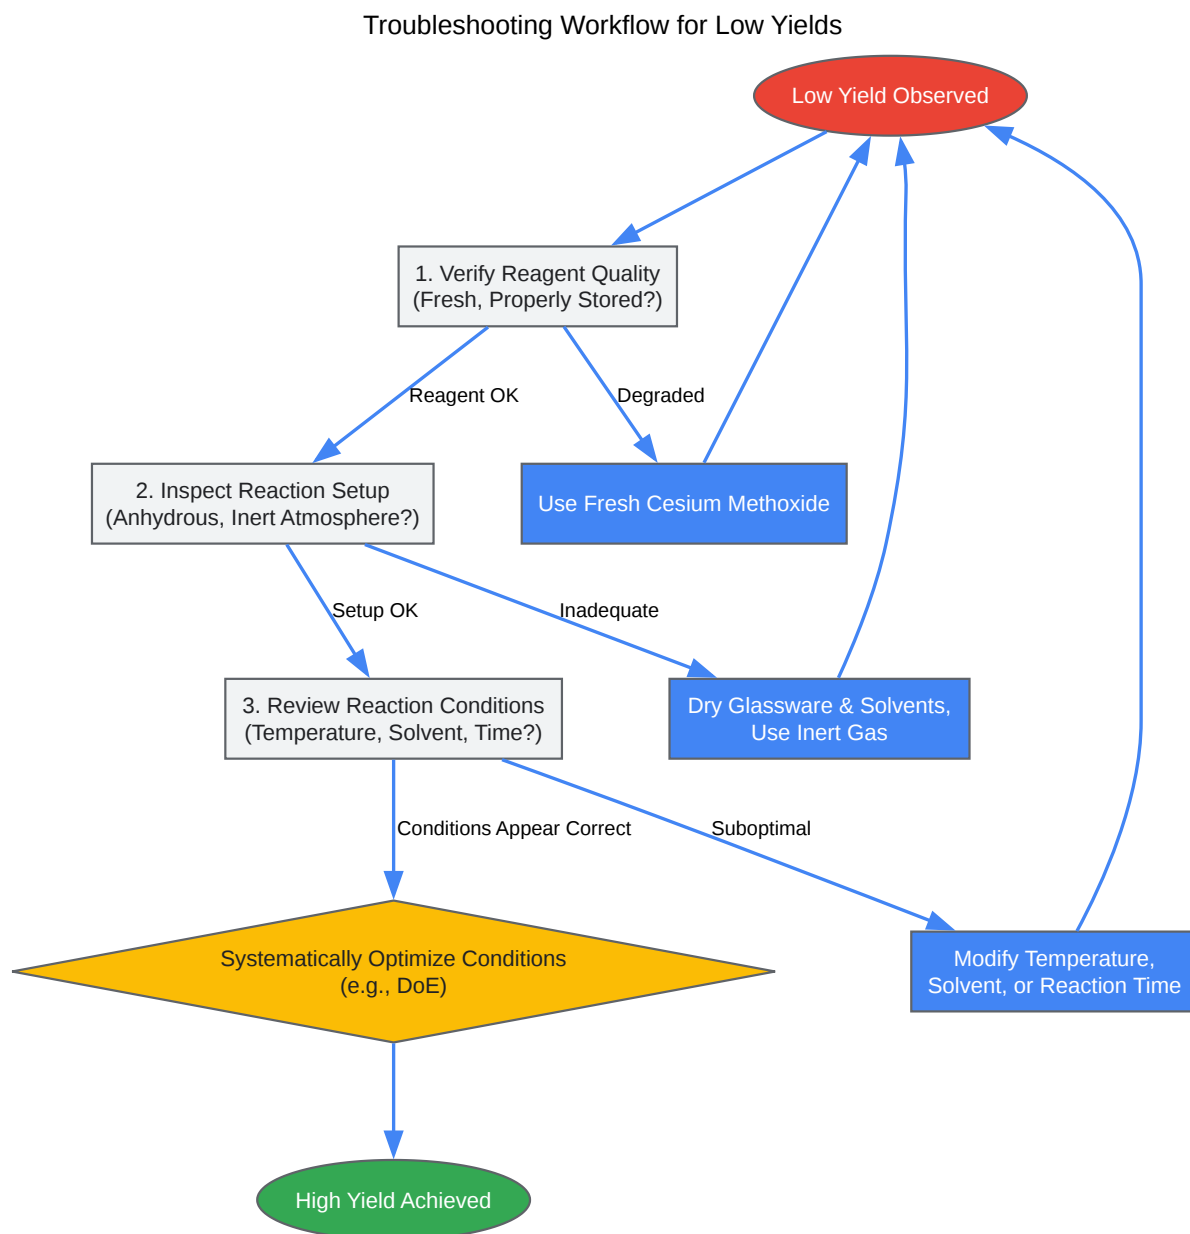 Troubleshooting Workflow for Low Yields
Low Yield Observed
1. Verify Reagent Quality
(Fresh, Properly Stored?)
Reagent OK
Degraded
2. Inspect Reaction Setup
(Anhydrous, Inert Atmosphere?)
Use Fresh Cesium Methoxide
Setup OK
Inadequate
3. Review Reaction Conditions
(Temperature, Solvent, Time?)
Dry Glassware & Solvents,
Use Inert Gas
Conditions Appear Correct
Suboptimal
Systematically Optimize Conditions
(e.g., DoE)
Modify Temperature,
Solvent, or Reaction Time
High Yield Achieved